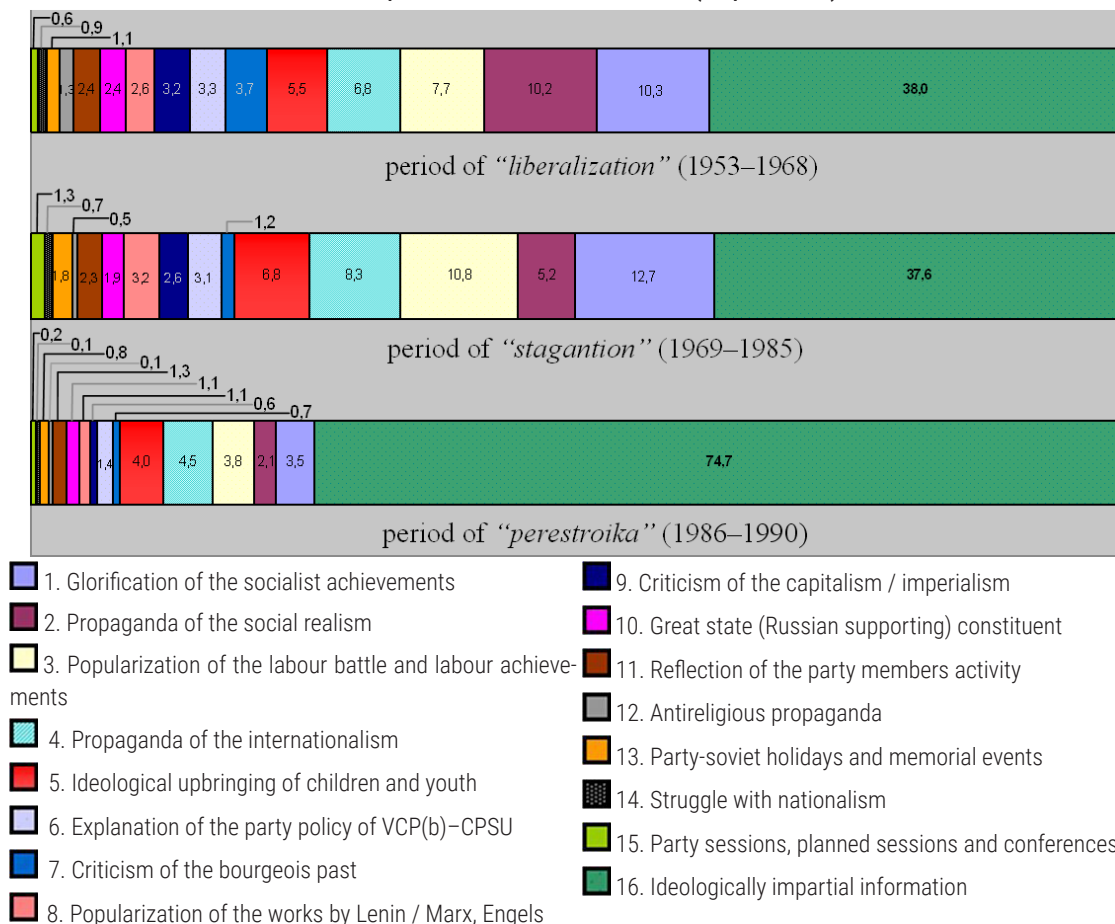 0,6
0,9
1,1
1,3 2,4 2,4 2,6 3,2 3,3 3,7 5,5 6,8 7,7 10,2 10,3 38,0
period of “liberalization” (1953–1968)
1,3
0,7
0,5
1,2
1,8 2,3 1,9 3,2 2,6 3,1 6,8 8,3 10,8 5,2 12,7 37,6
period of “stagantion” (1969–1985)
0,2
0,1
0,8
0,1
1,3
1,1
1,1
0,6
0,7
1,4 4,0 4,5 3,8 2,1 3,5 74,7
period of “perestroika” (1986–1990)
1. Glorification of the socialist achievements
2. Propaganda of the social realism
3. Popularization of the labour battle and labour achieve-
ments
4. Propaganda of the internationalism
5. Ideological upbringing of children and youth
6. Explanation of the party policy of VCP(b)–CPSU
7. Criticism of the bourgeois past
8. Popularization of the works by Lenin / Marx, Engels
9. Criticism of the capitalism / imperialism
10. Great state (Russian supporting) constituent
11. Reflection of the party members activity
12. Antireligious propaganda
13. Party-soviet holidays and memorial events
14. Struggle with nationalism
15. Party sessions, planned sessions and conferences
16. Ideologically impartial information